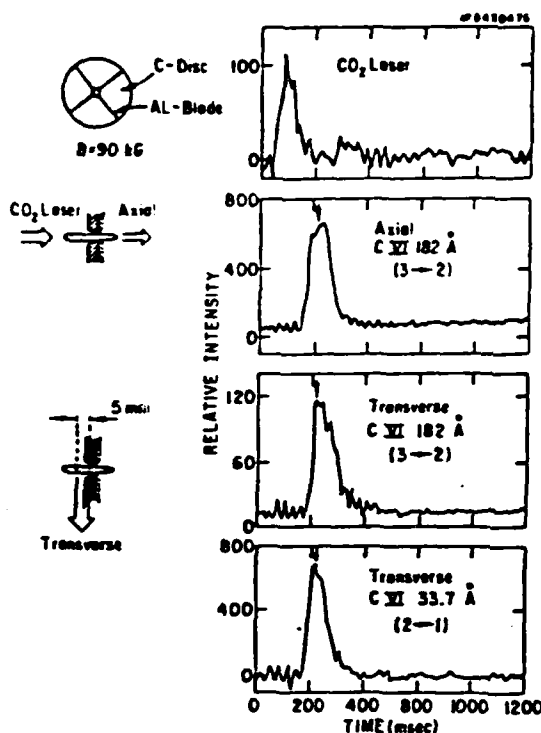 C-Disc
AL-Blade
B=90 kG
CO2 Laser
Axial
5 mm
Transverse
RELATIVE INTENSITY
100
0
CO2 Laser
800
400
0
Axial
C VI 182 Å
(3→2)
120
60
0
Transverse
C VI 182 Å
(3→2)
800
400
0
Transverse
C VI 33.7 Å
(2→1)
0 200 400 800 1000 1200
TIME (msec)